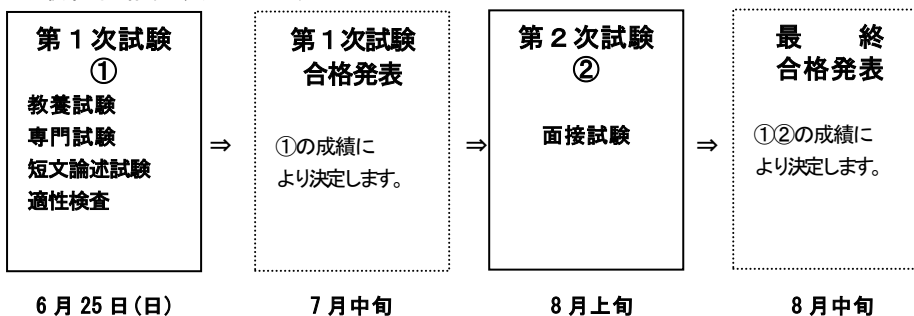 第1次試験
①
教養試験
専門試験
短文論述試験
適性検査
6月25日(日)
⇒
第1次試験
合格発表
①の成績に
より決定します。
7月中旬
⇒
第2次試験
②
面接試験
8月上旬
⇒
最 終
合格発表
①②の成績に
より決定します。
8月中旬